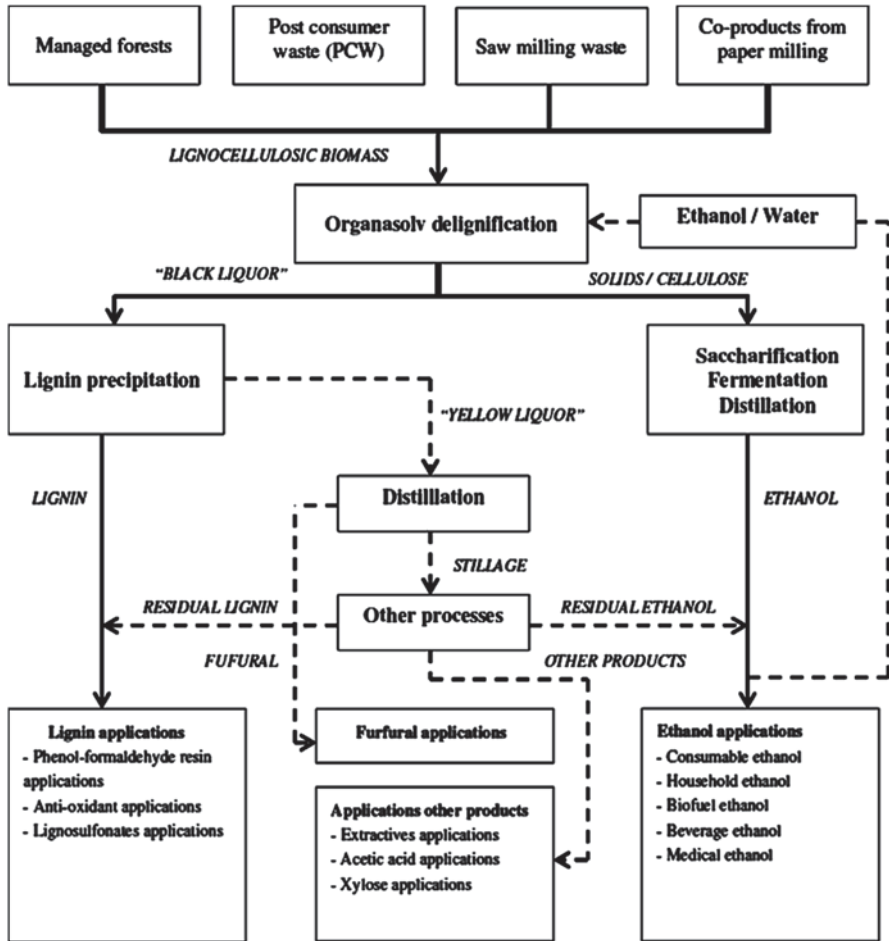 Managed forests
Post consumer
waste (PCW)
Saw milling waste
Co-products from
paper milling
LIGNOCELLULOSIC BIOMASS
Organasolv delignification
Ethanol / Water
“BLACK LIQUOR”
SOLIDS / CELLULOSE
Lignin precipitation
Saccharification
Fermentation
Distillation
“YELLOW LIQUOR”
LIGNIN
Distilllation
ETHANOL
STILLAGE
RESIDUAL LIGNIN
Other processes
RESIDUAL ETHANOL
FUFURAL
OTHER PRODUCTS
Lignin applications
- Phenol-formaldehyde resin
applications
- Anti-oxidant applications
- Lignosulfonates applications
Furfural applications
Applications other products
- Extractives applications
- Acetic acid applications
- Xylose applications
Ethanol applications
- Consumable ethanol
- Household ethanol
- Biofuel ethanol
- Beverage ethanol
- Medical ethanol